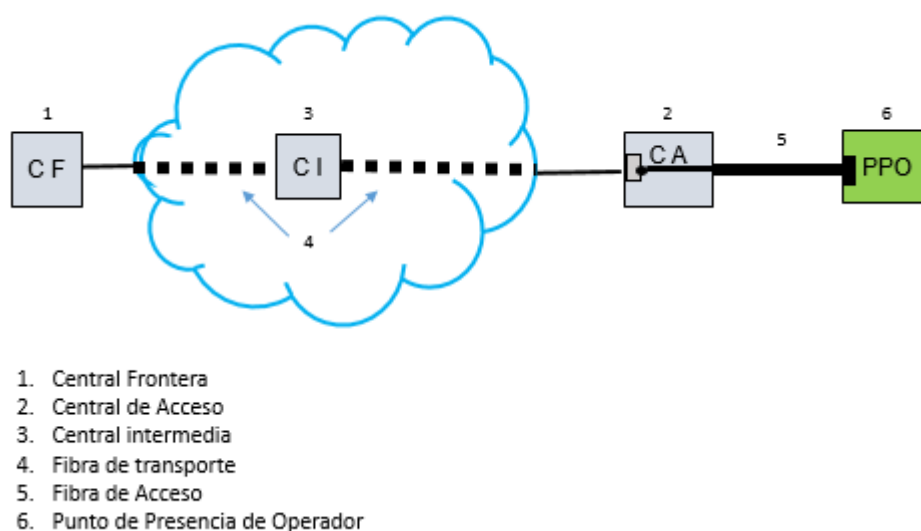 1 3 2 6
5
C F C I C A PPO
4
1. Central Frontera
2. Central de Acceso
3. Central intermedia
4. Fibra de transporte
5. Fibra de Acceso
6. Punto de Presencia de Operador